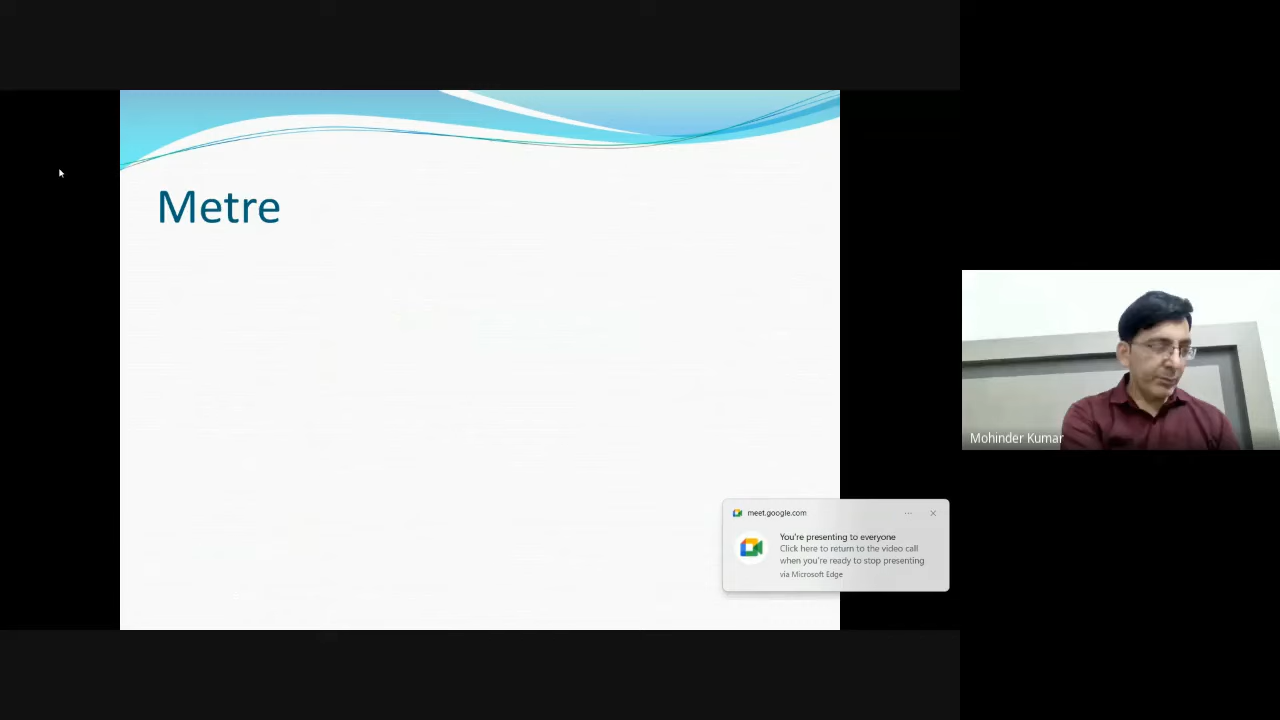 Metre
Mohinder Kumar
meet.google.com
You're presenting to everyone
Click here to return to the video call
when you're ready to stop presenting
via Microsoft Edge